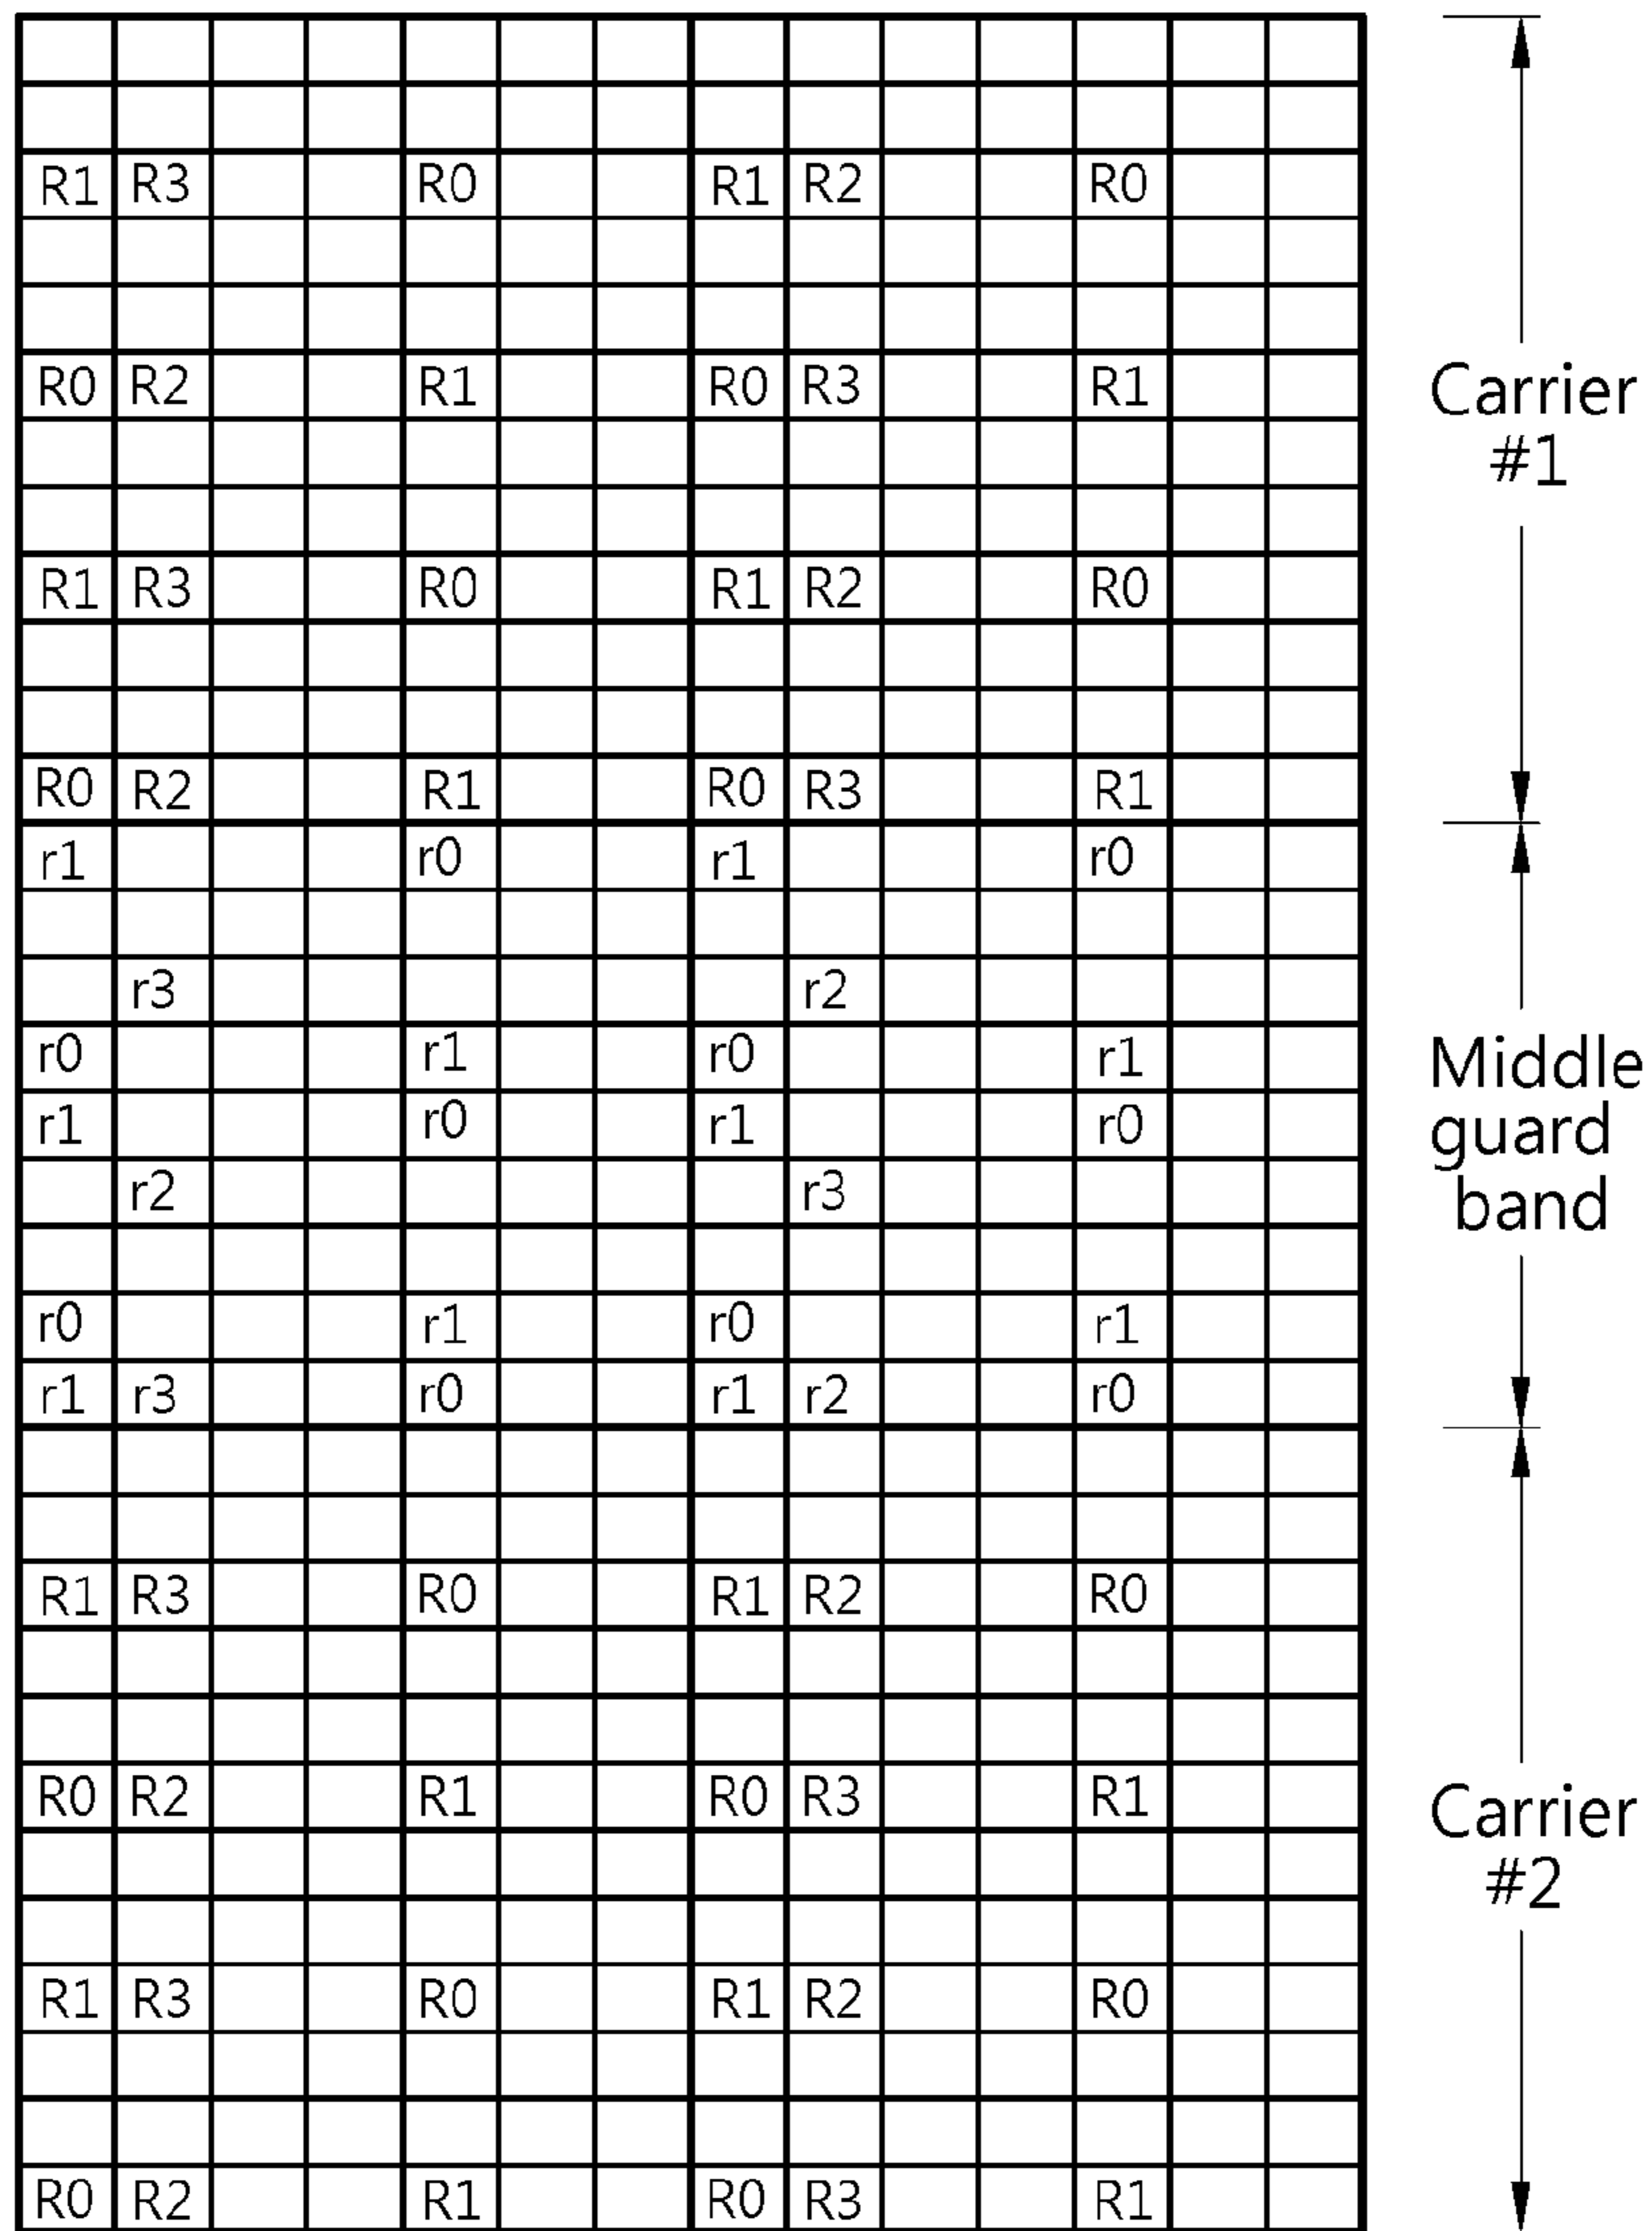 R1 R3 R0 R1 R2 R0
R0 R2 R1 R0 R3 R1
R1 R3 R0 R1 R2 R0
R0 R2 R1 R0 R3 R1
r1 r0 r1 r0
r3 r2
r0 r1 r0 r1
r1 r0 r1 r0
r2 r3
r0 r1 r0 r1
r1 r3 r0 r1 r2 r0
R1 R3 R0 R1 R2 R0
R0 R2 R1 R0 R3 R1
R1 R3 R0 R1 R2 R0
R0 R2 R1 R0 R3 R1
Carrier
#1
Middle
guard
band
Carrier
#2